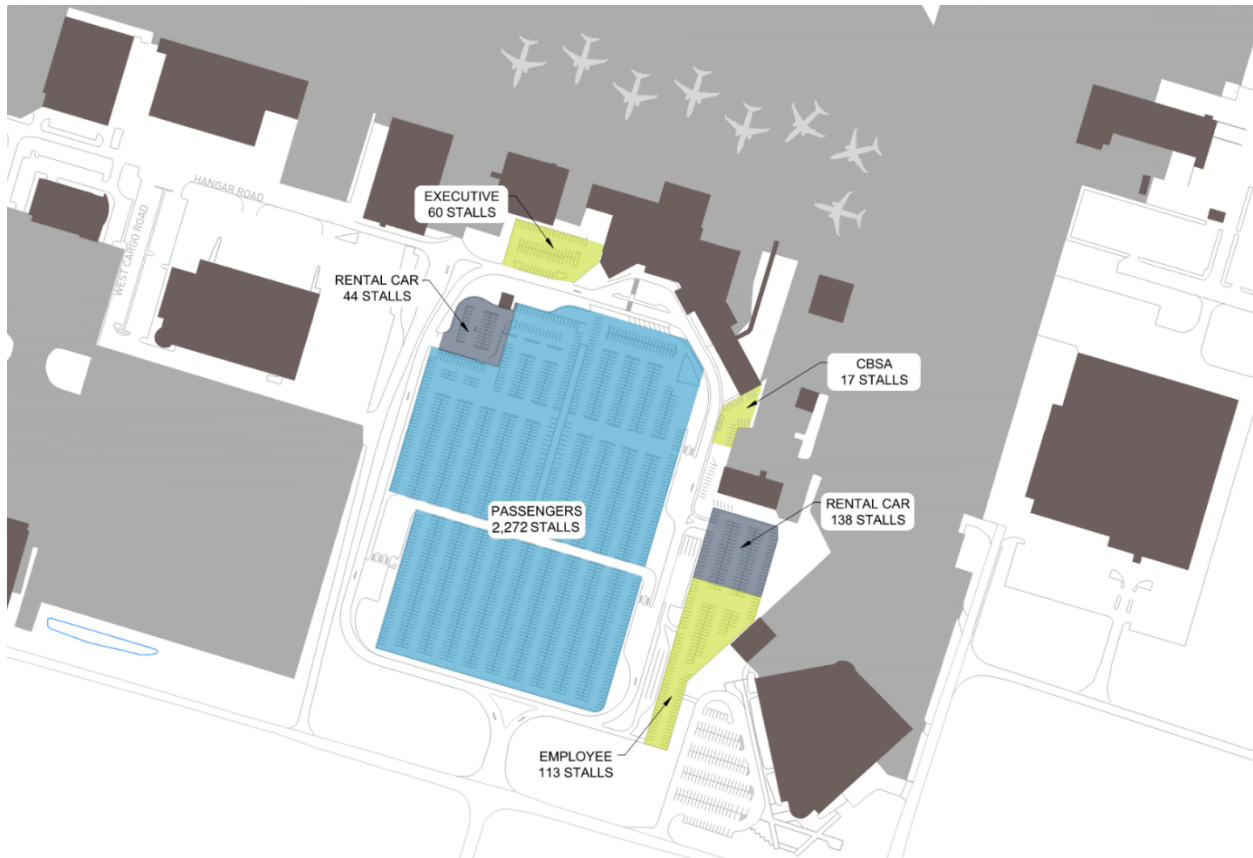 HANGAR ROAD
WEST CARGO ROAD
EXECUTIVE
60 STALLS
RENTAL CAR
44 STALLS
CBSA
17 STALLS
PASSENGERS
2,272 STALLS
RENTAL CAR
138 STALLS
EMPLOYEE
113 STALLS